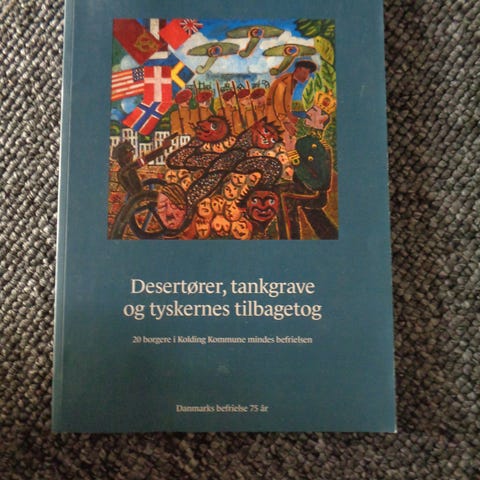 Desertører, tankgrave
og tyskernes tilbagetog
20 borgere i Kolding Kommune mindes befrielsen
Danmarks befrielse 75 år